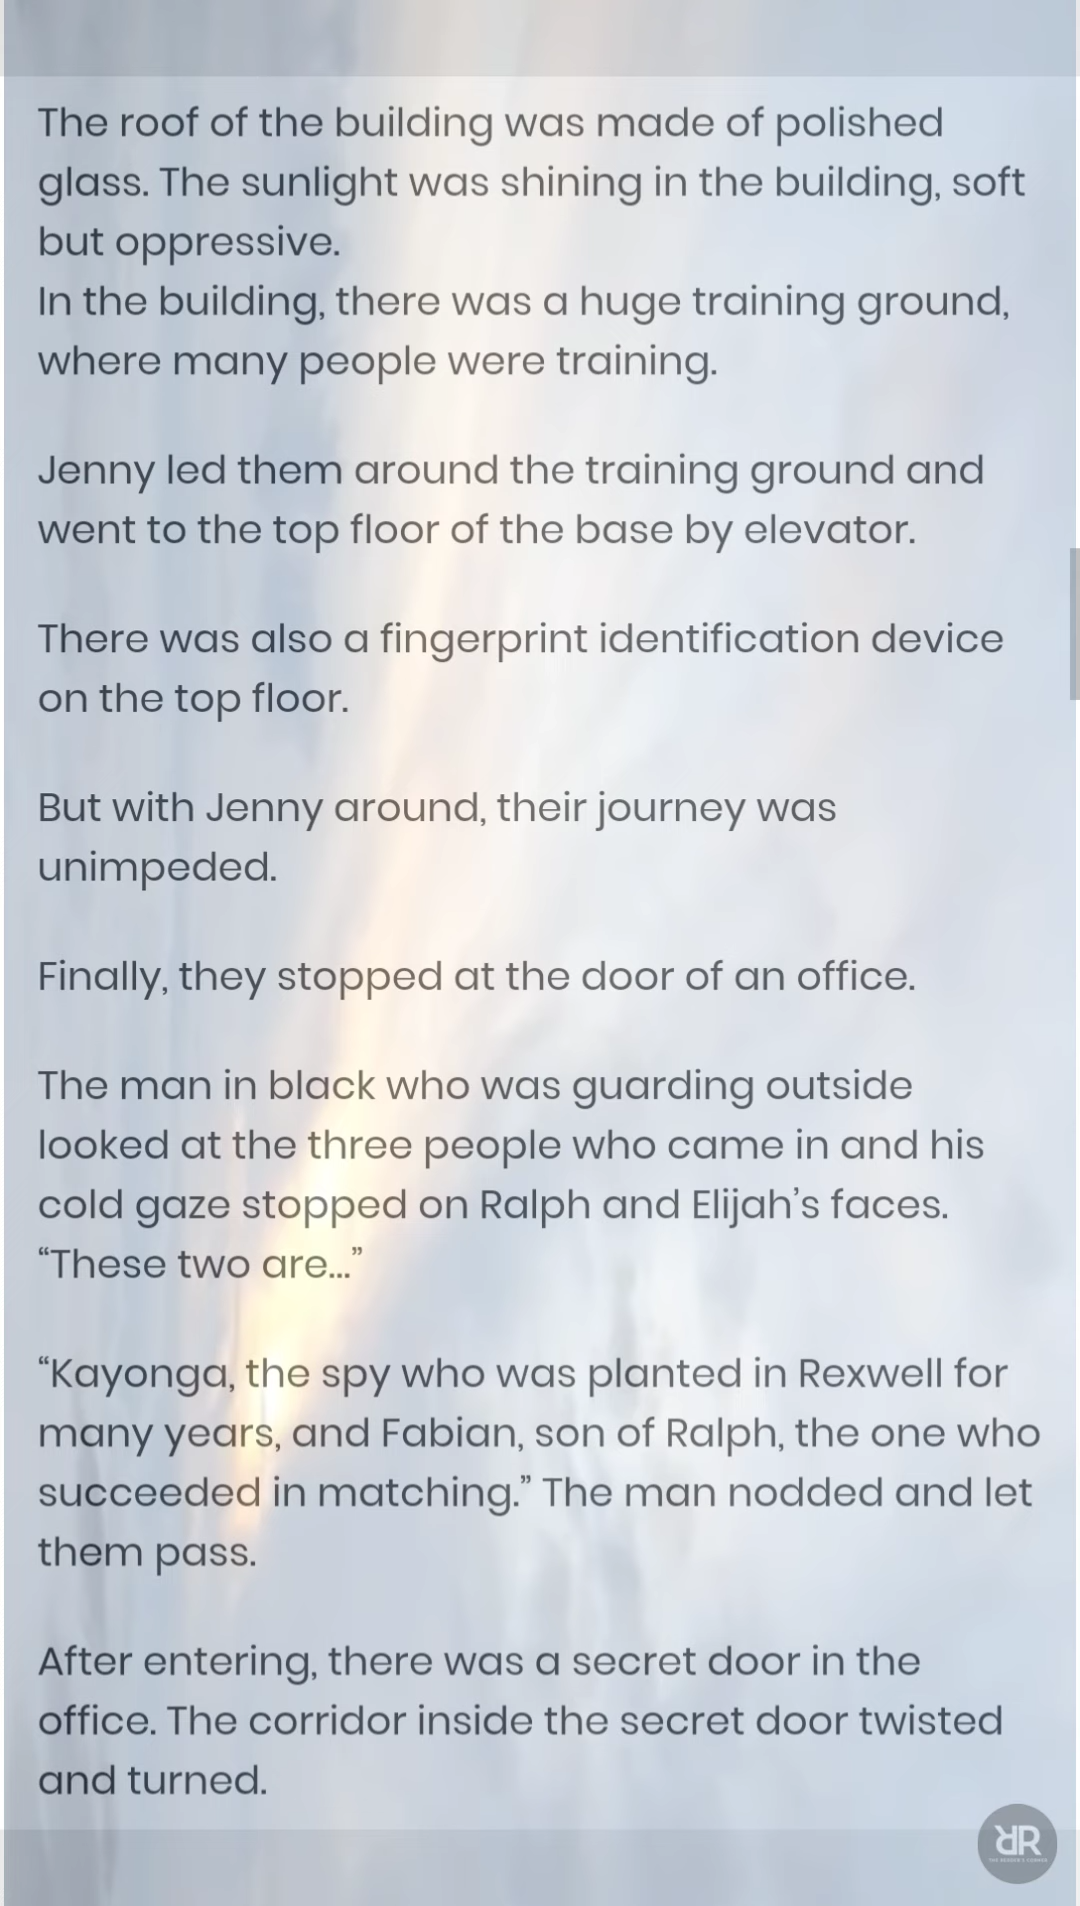 The roof of the building was made of polished
glass. The sunlight was shining in the building, soft
but oppressive.
In the building, there was a huge training ground,
where many people were training.
Jenny led them around the training ground and
went to the top floor of the base by elevator.
There was also a fingerprint identification device
on the top floor.
But with Jenny around, their journey was
unimpeded.
Finally, they stopped at the door of an office.
The man in black who was guarding outside
looked at the three people who came in and his
cold gaze stopped on Ralph and Elijah’s faces.
“These two are...”
“Kayonga, the spy who was planted in Rexwell for
many years, and Fabian, son of Ralph, the one who
succeeded in matching.” The man nodded and let
them pass.
After entering, there was a secret door in the
office. The corridor inside the secret door twisted
and turned.